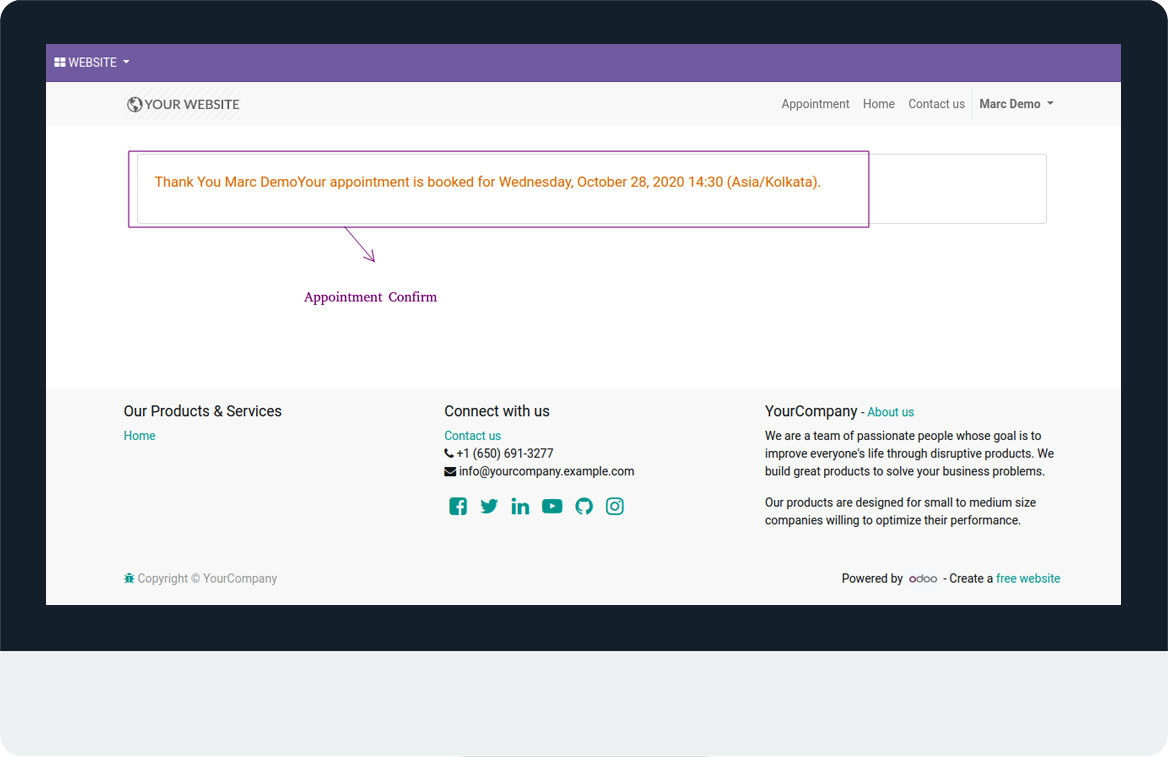 WEBSITE
YOUR WEBSITE
Appointment Home Contact us Marc Demo
Thank You Marc DemoYour appointment is booked for Wednesday, October 28, 2020 14:30 (Asia/Kolkata).
Appointment Confirm
Our Products & Services
Home
Connect with us
Contact us
+1 (650) 691-3277
info@yourcompany.example.com
YourCompany - About us
We are a team of passionate people whose goal is to
improve everyone's life through disruptive products. We
build great products to solve your business problems.
Our products are designed for small to medium size
companies willing to optimize their performance.
Copyright © YourCompany
Powered by odoo - Create a free website